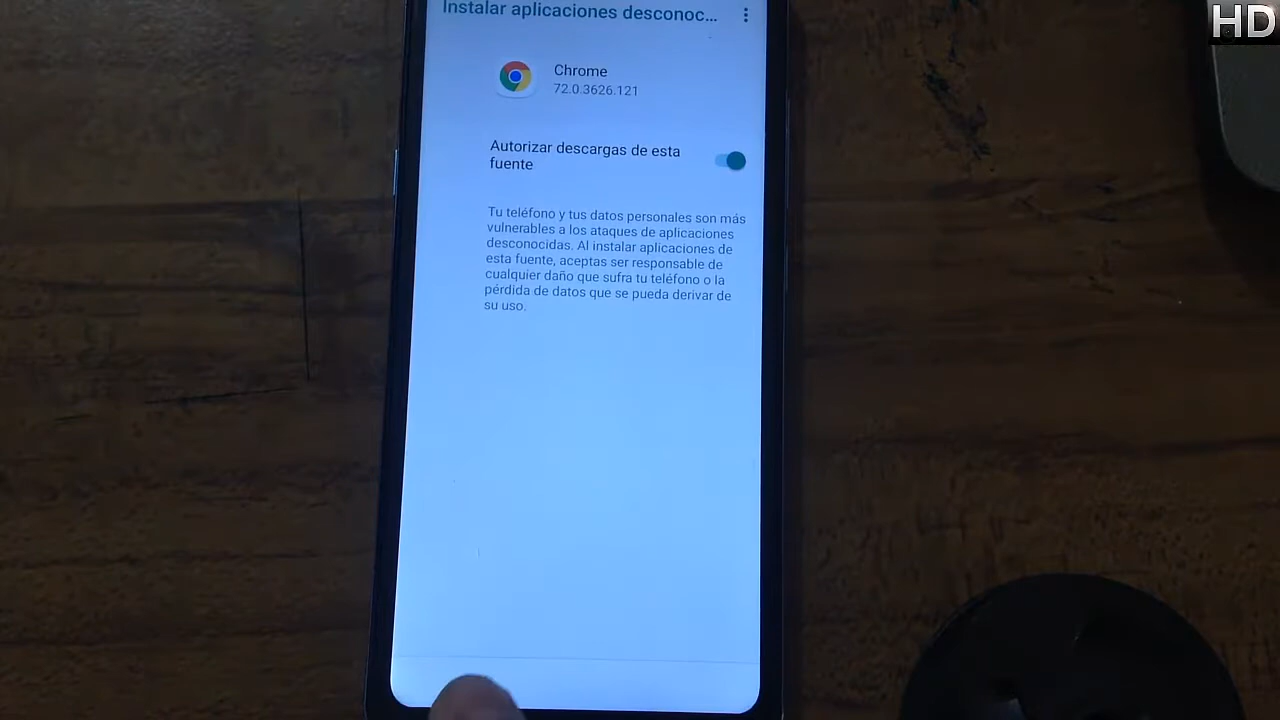 HD
Instalar aplicaciones desconoc...
Chrome
72.0.3626.121
Autorizar descargas de esta
fuente
Tu teléfono y tus datos personales son más
vulnerables a los ataques de aplicaciones
desconocidas. Al instalar aplicaciones de
esta fuente, aceptas ser responsable de
cualquier daño que sufra tu teléfono o la
pérdida de datos que se pueda derivar de
su uso.